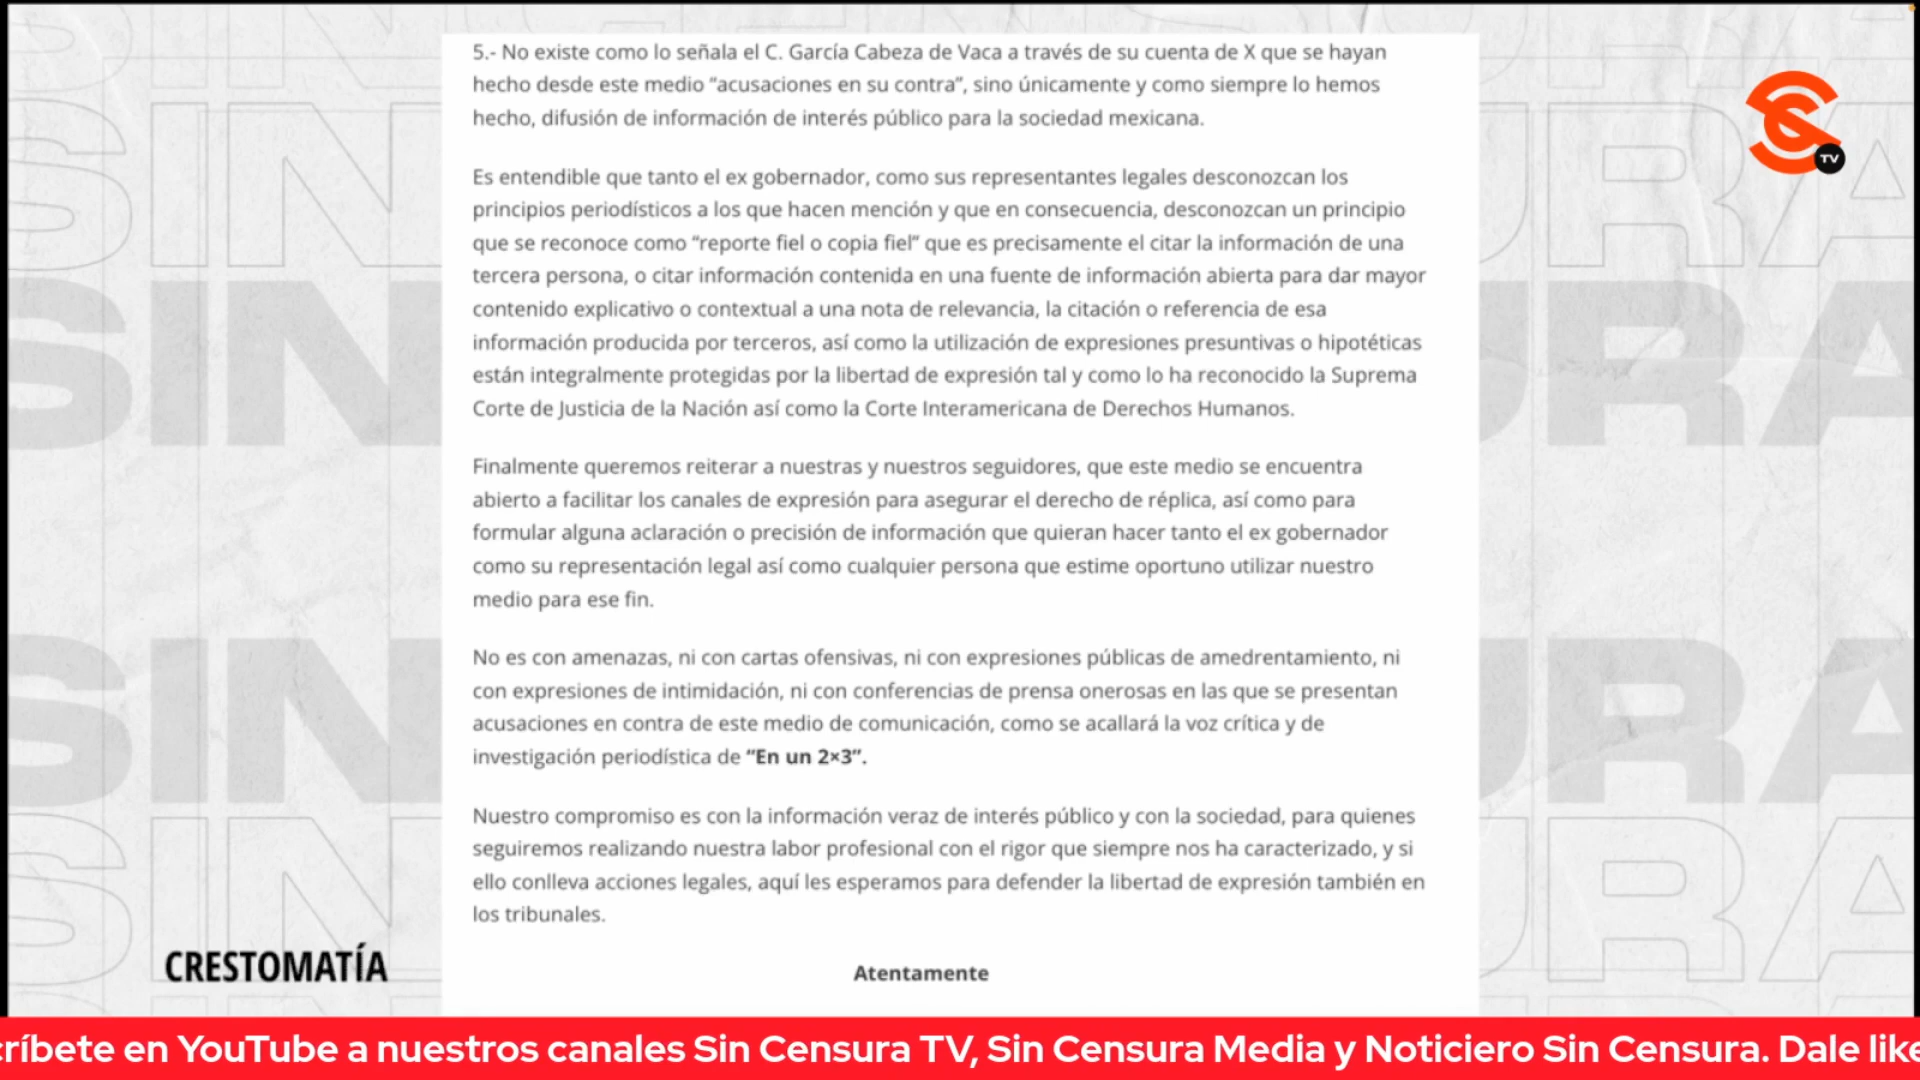 5.- No existe como lo señala el C. García Cabeza de Vaca a través de su cuenta de X que se hayan
hecho desde este medio “acusaciones en su contra”, sino únicamente y como siempre lo hemos
hecho, difusión de información de interés público para la sociedad mexicana.
Es entendible que tanto el ex gobernador, como sus representantes legales desconozcan los
principios periodísticos a los que hacen mención y que en consecuencia, desconozcan un principio
que se reconoce como “reporte fiel o copia fiel” que es precisamente el citar la información de una
tercera persona, o citar información contenida en una fuente de información abierta para dar mayor
contenido explicativo o contextual a una nota de relevancia, la citación o referencia de esa
información producida por terceros, así como la utilización de expresiones presuntivas o hipotéticas
están integralmente protegidas por la libertad de expresión tal y como lo ha reconocido la Suprema
Corte de Justicia de la Nación así como la Corte Interamericana de Derechos Humanos.
Finalmente queremos reiterar a nuestras y nuestros seguidores, que este medio se encuentra
abierto a facilitar los canales de expresión para asegurar el derecho de réplica, así como para
formular alguna aclaración o precisión de información que quieran hacer tanto el ex gobernador
como su representación legal así como cualquier persona que estime oportuno utilizar nuestro
medio para ese fin.
No es con amenazas, ni con cartas ofensivas, ni con expresiones públicas de amedrentamiento, ni
con expresiones de intimidación, ni con conferencias de prensa onerosas en las que se presentan
acusaciones en contra de este medio de comunicación, como se acallará la voz crítica y de
investigación periodística de “En un 2×3”.
Nuestro compromiso es con la información veraz de interés público y con la sociedad, para quienes
seguiremos realizando nuestra labor profesional con el rigor que siempre nos ha caracterizado, y si
ello conlleva acciones legales, aquí les esperamos para defender la libertad de expresión también en
los tribunales.
Atentamente
CRESTOMATÍA
TV
críbete en YouTube a nuestros canales Sin Censura TV, Sin Censura Media y Noticiero Sin Censura. Dale like
SIN
URA
SIN
URA